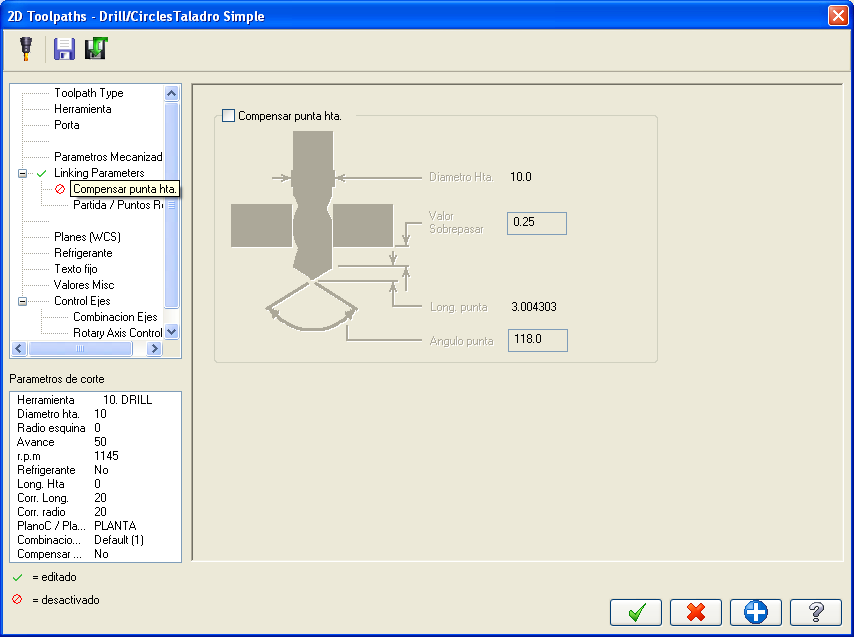 2D Toolpaths - Drill/CirclesTaladro Simple
Toolpath Type
Herramienta
Porta
Parametros Mecanizad
Linking Parameters
Compensar punta hta.
Partida / Puntos R
Planes (WCS)
Refrigerante
Texto fijo
Valores Misc
Control Ejes
Combinacion Ejes
Rotary Axis Control
Compensar punta hta.
Diametro Hta. 10.0
Valor
Sobrepasar 0.25
Long. punta 3.004303
Angulo punta 118.0
Parametros de corte
Herramienta 10. DRILL
Diametro hta. 10
Radio esquina 0
Avance 50
r.p.m 1145
Refrigerante No
Long. Hta 0
Corr. Long. 20
Corr. radio 20
PlanoC / Pla... PLANTA
Combinacio... Default (1)
Compensar ... No
= editado
= desactivado